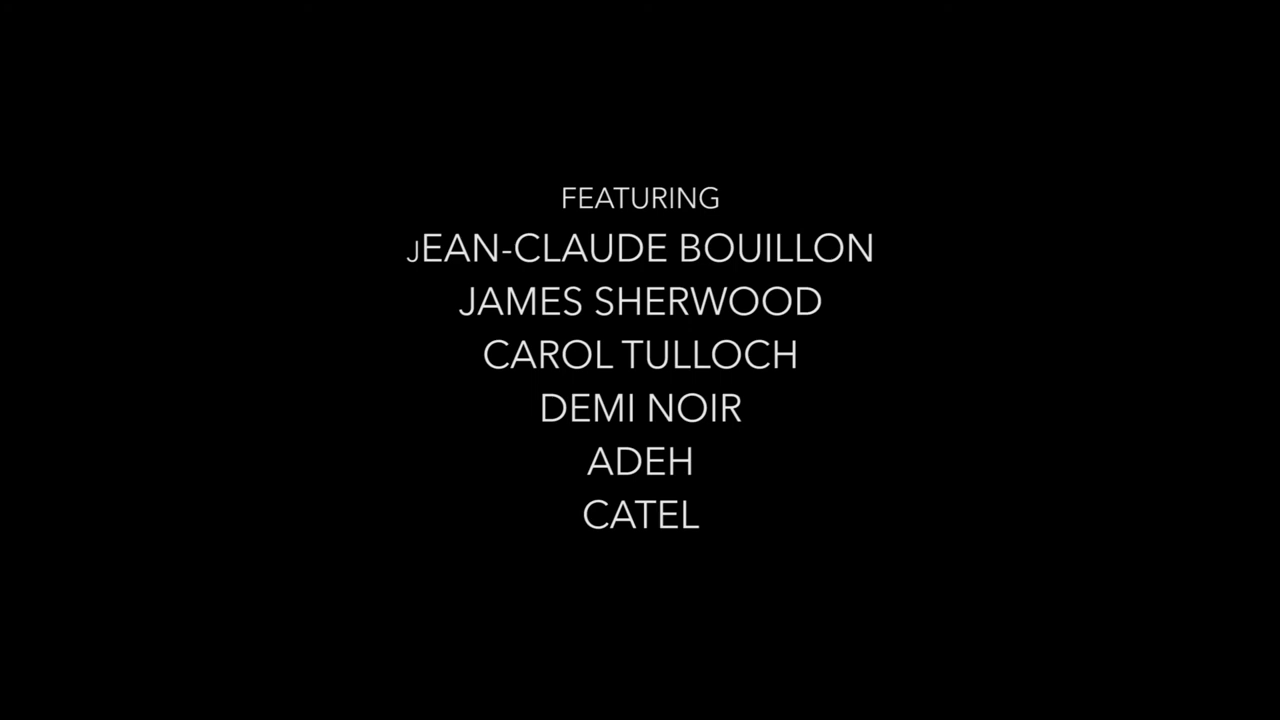 FEATURING
JEAN-CLAUDE BOUILLON
JAMES SHERWOOD
CAROL TULLOCH
DEMI NOIR
ADEH
CATEL